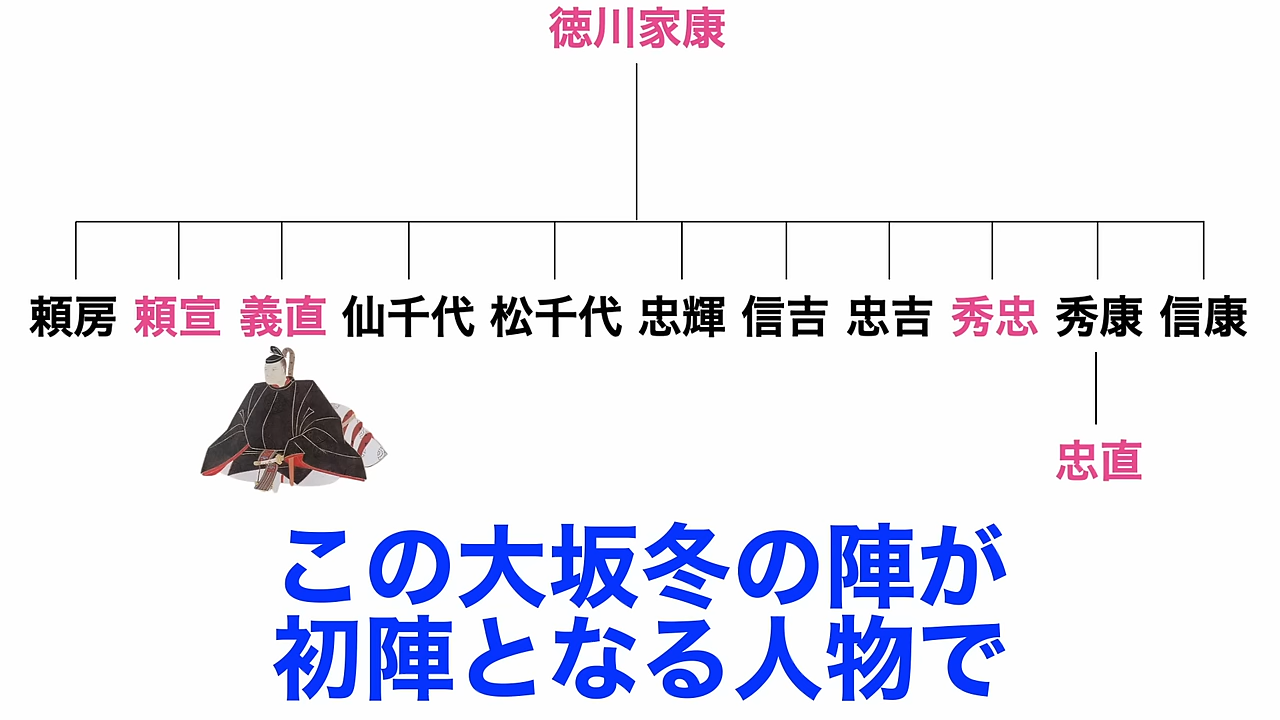 徳川家康
頼房 頼宣 義直 仙千代 松千代 忠輝 信吉 忠吉 秀忠 秀康 信康
忠直
この大坂冬の陣が
初陣となる人物で